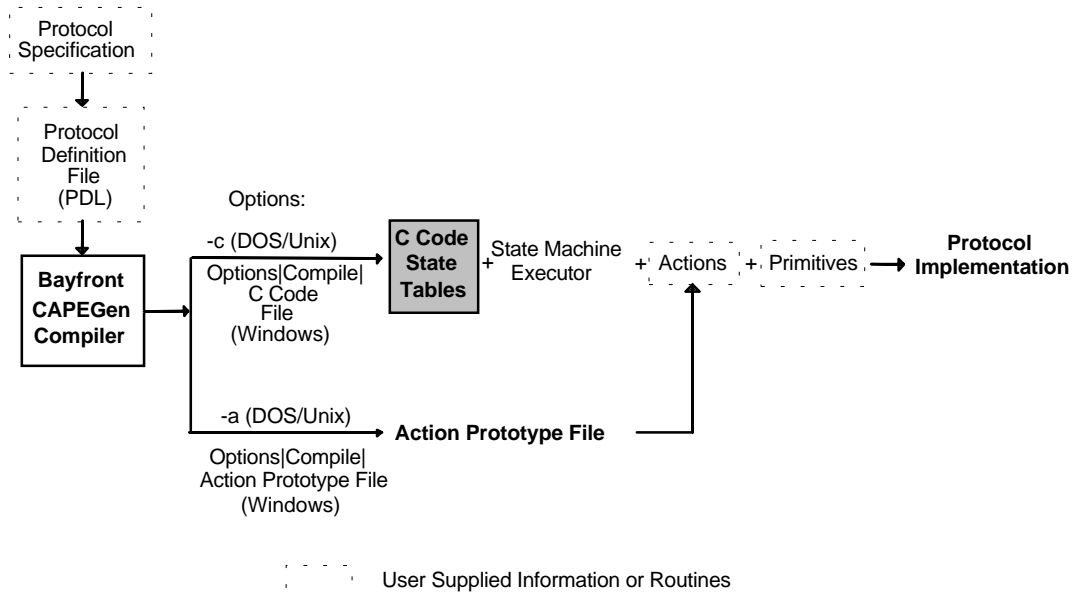 Protocol
Specification
Protocol
Definition
File
(PDL)
Bayfront
CAPEGen
Compiler
Options:
-c (DOS/Unix)
Options|Compile|
C Code
File
(Windows)
C Code
State
Tables
+ State Machine
Executor
+ Actions + Primitives
Protocol
Implementation
-a (DOS/Unix)
Options|Compile|
Action Prototype File
(Windows)
Action Prototype File
User Supplied Information or Routines